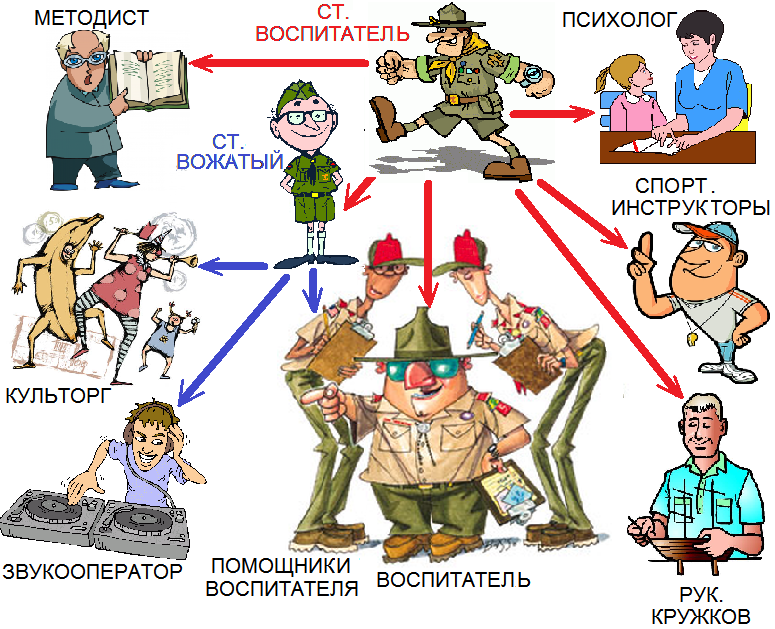 МЕТОДИСТ
СТ.
ВОСПИТАТЕЛЬ
ПСИХОЛОГ
СТ.
ВОЖАТЫЙ
СПОРТ.
ИНСТРУКТОРЫ
КУЛЬТОРГ
ЗВУКООПЕРАТОР
ПОМОЩНИКИ
ВОСПИТАТЕЛЯ
ВОСПИТАТЕЛЬ
РУК.
КРУЖКОВ